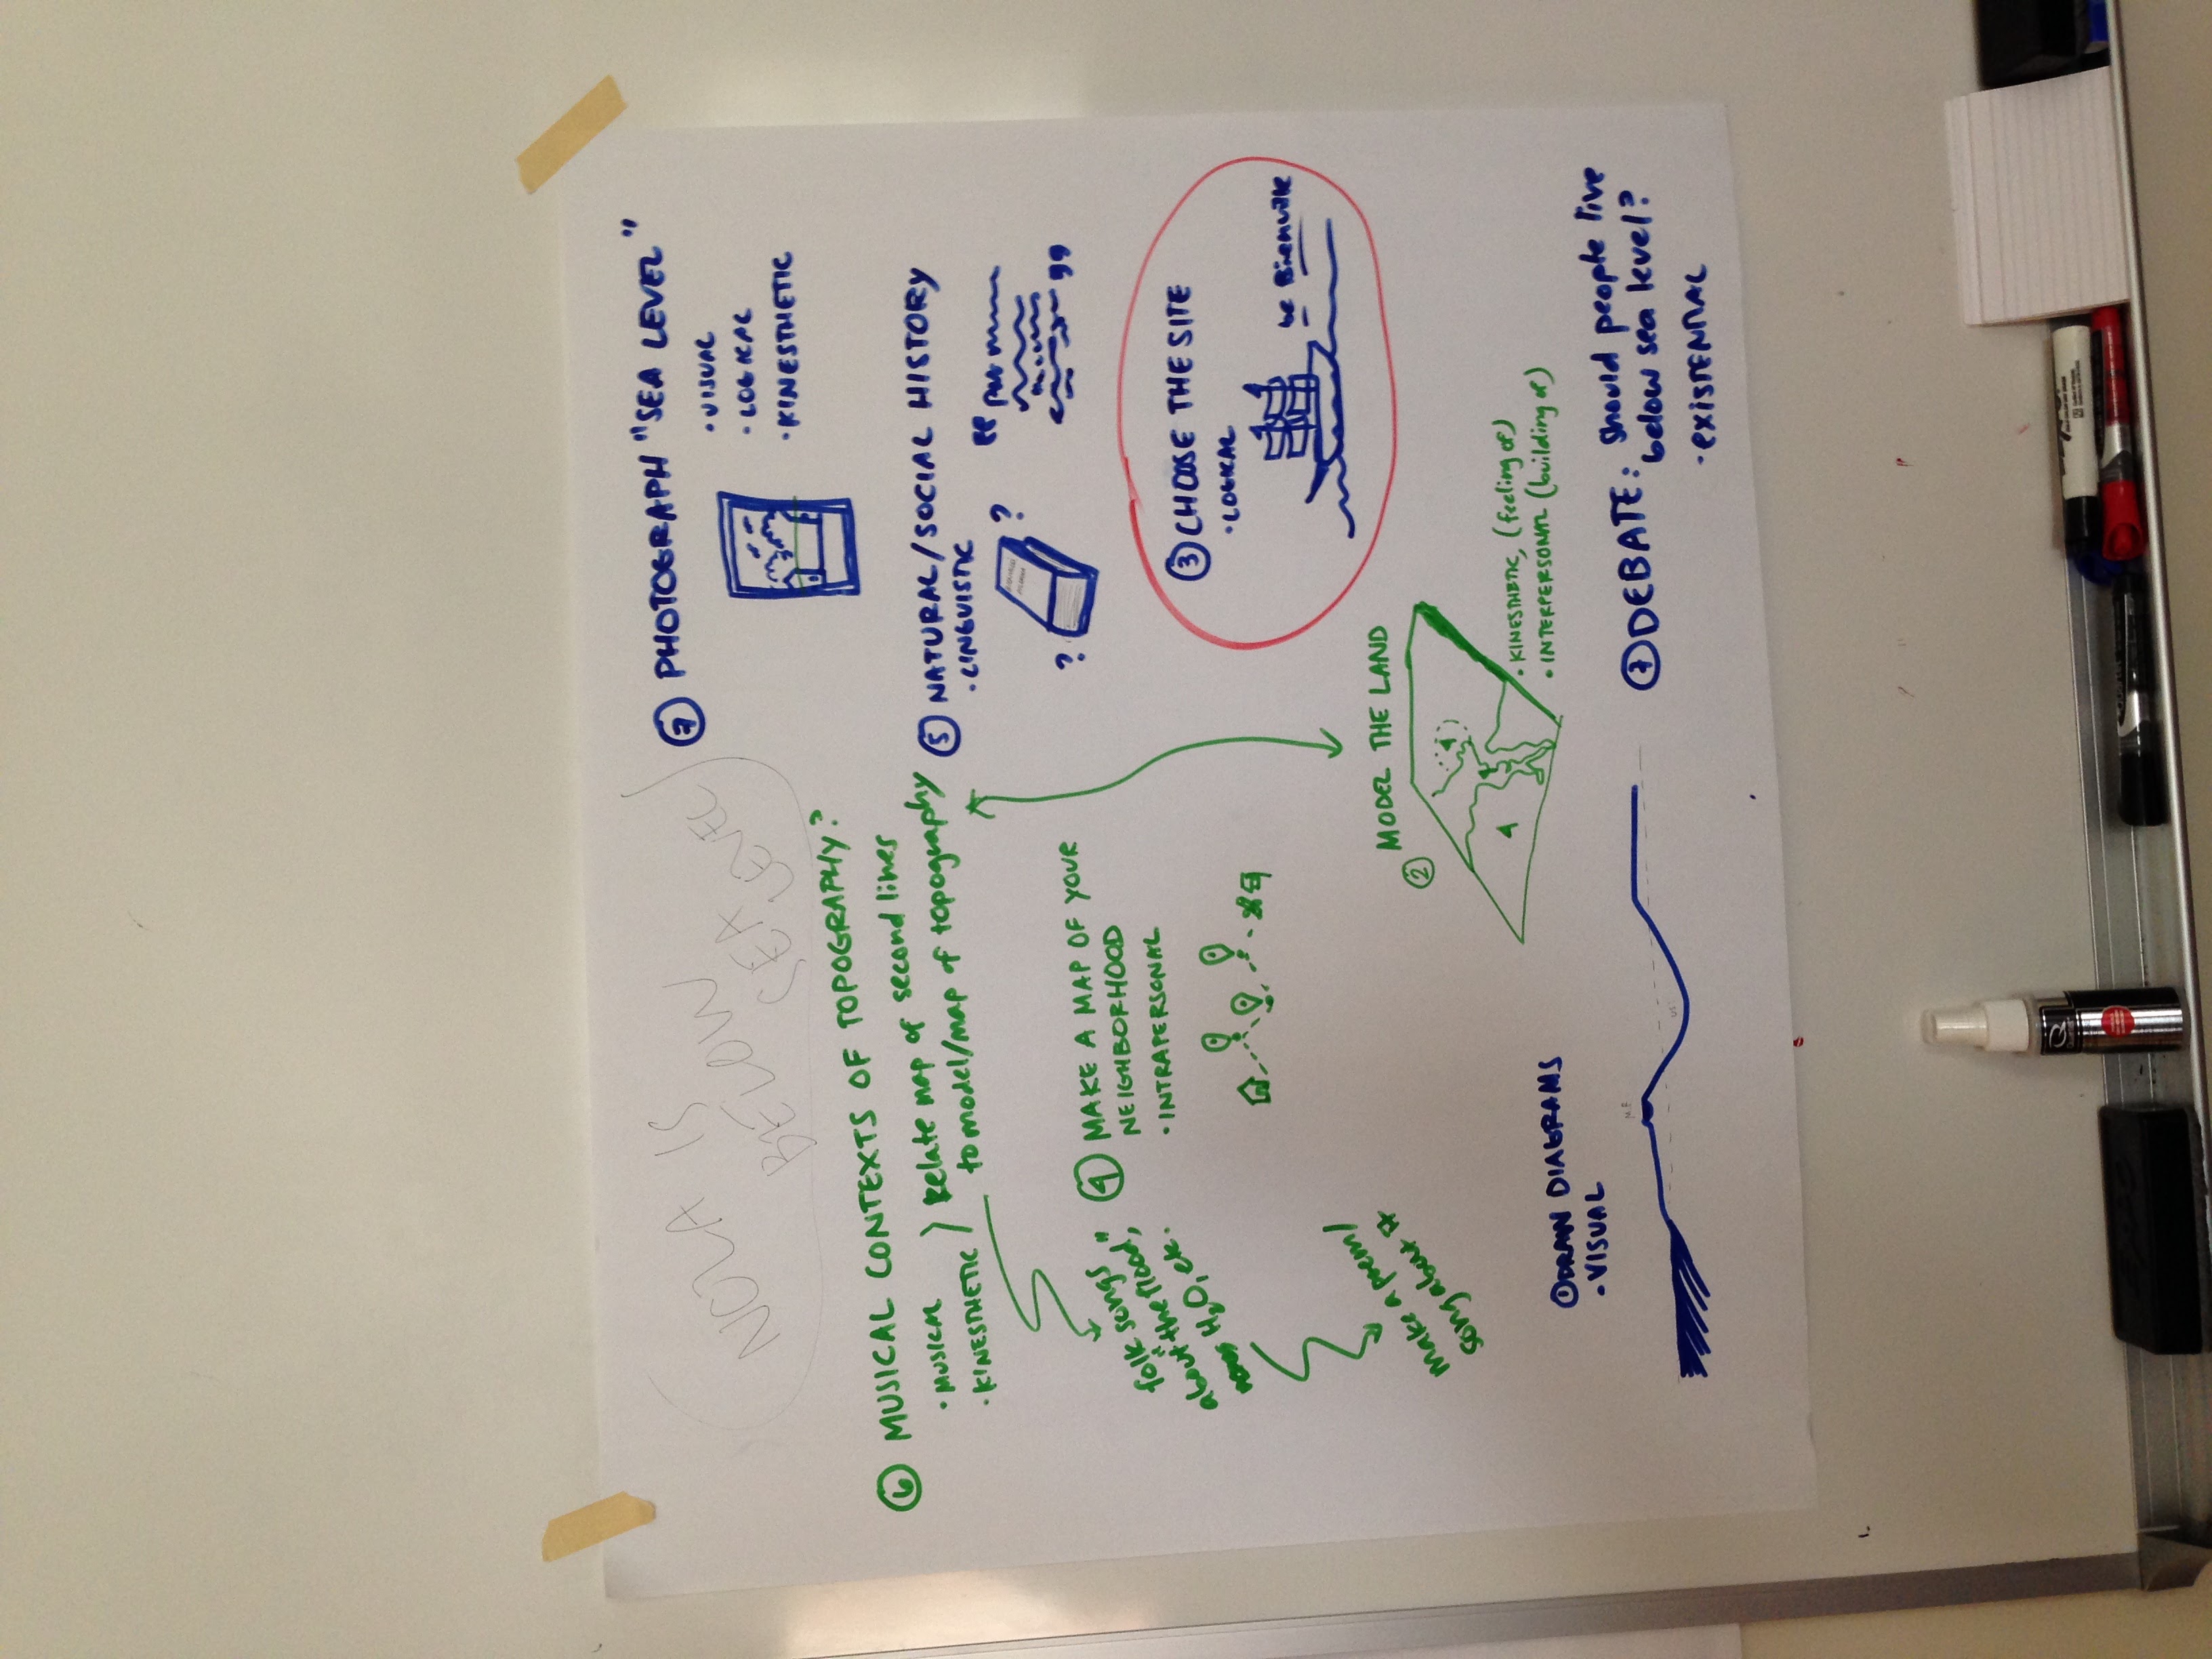 NOLA IS
BELOW
SEA
LEVEL
⑦ PHOTOGRAPH "SEA LEVEL"
• VISUAL
• LOGICAL
• KINESTHETIC
⑥ MUSICAL CONTEXTS OF TOPOGRAPHY?
• MUSICAL
• KINESTHETIC
Relate map of second lines
to model/map of topography
folk songs
about "the flood,"
H₂O, etc.
make a poem/
song about it
⑤ NATURAL/SOCIAL HISTORY
• LINGUISTIC
? ?
④ MAKE A MAP OF YOUR
NEIGHBORHOOD
• INTRAPERSONAL
③ CHOOSE THE SITE
• LOGICAL
be Bienville
MODEL THE LAND
②
• KINESTHETIC, (feeling of)
• INTERPERSONAL (building of)
① DRAW DIAGRAMS
• VISUAL
⑦ DEBATE: Should people live
below sea level?
• EXISTENTIAL